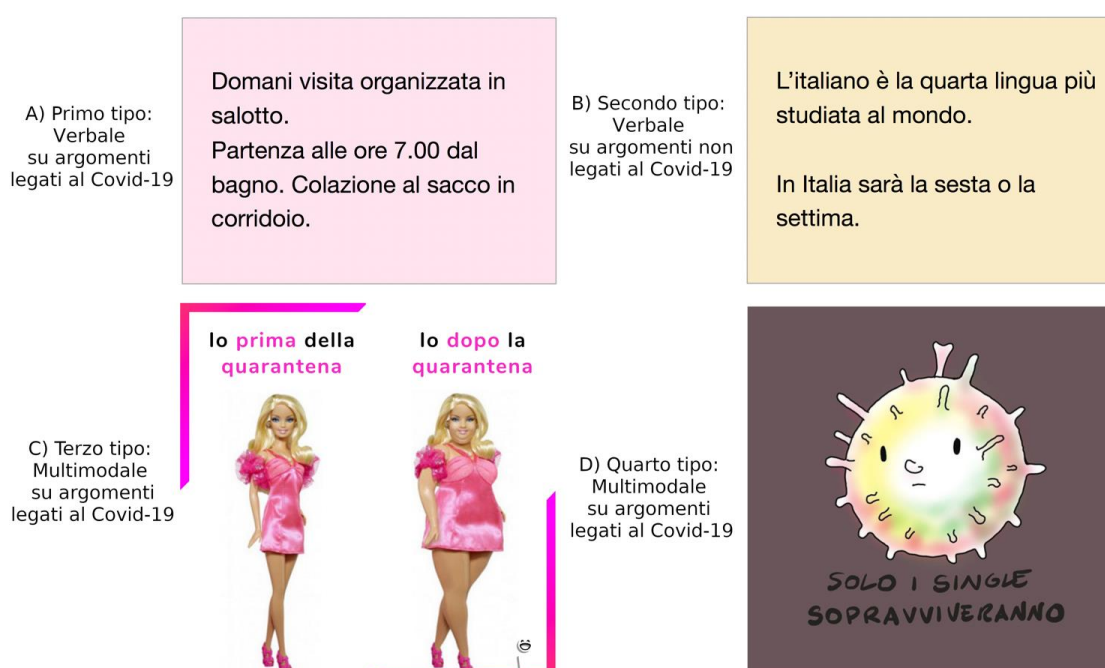 A) Primo tipo:
Verbale
su argomenti
legati al Covid-19
Domani visita organizzata in
salotto.
Partenza alle ore 7.00 dal
bagno. Colazione al sacco in
corridoio.
B) Secondo tipo:
Verbale
su argomenti non
legati al Covid-19
L'italiano è la quarta lingua più
studiata al mondo.
In Italia sarà la sesta o la
settima.
C) Terzo tipo:
Multimodale
su argomenti
legati al Covid-19
Io prima della
quarantena
Io dopo la
quarantena
D) Quarto tipo:
Multimodale
su argomenti
legati al Covid-19
SOLO I SINGLE
SOPRAVVIVERANNO